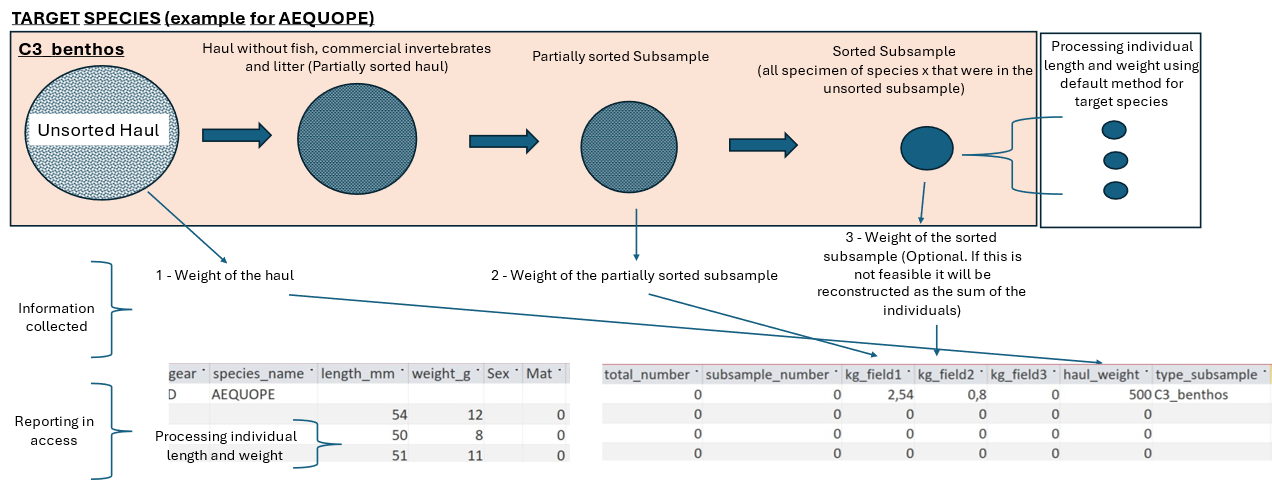 TARGET SPECIES (example for AEQUOPE)
C3_benthos
Unsorted Haul
Haul without fish, commercial invertebrates
and litter (Partially sorted haul)
Partially sorted Subsample
Sorted Subsample
(all specimen of species x that were in the
unsorted subsample)
Processing individual
length and weight using
default method for
target species
1 - Weight of the haul
2 - Weight of the partially sorted subsample
3 - Weight of the sorted
subsample (Optional. If this is
not feasible it will be
reconstructed as the sum of the
individuals)
Information
collected
Reporting in
access
gear species_name length_mm weight_g Sex Mat
D AEQUOPE
54 12 0
50 8 0
51 11 0
Processing individual
length and weight
total_number subsample_number kg_field1 kg_field2 kg_field3 haul_weight type_subsample
0 0 2,54 0,8 0 500 C3_benthos
0 0 0 0 0 0
0 0 0 0 0 0
0 0 0 0 0 0